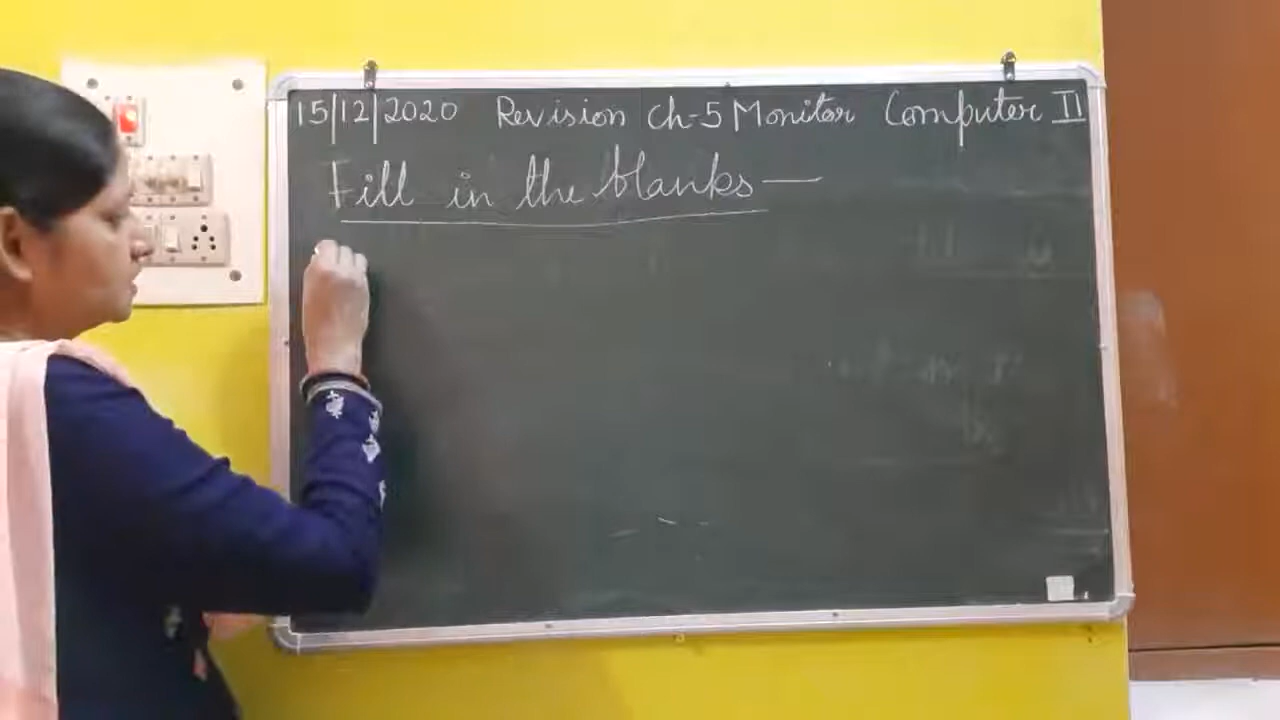 15/12/2020 Revision Ch-5 Monitor Computer II
Fill in the blanks —